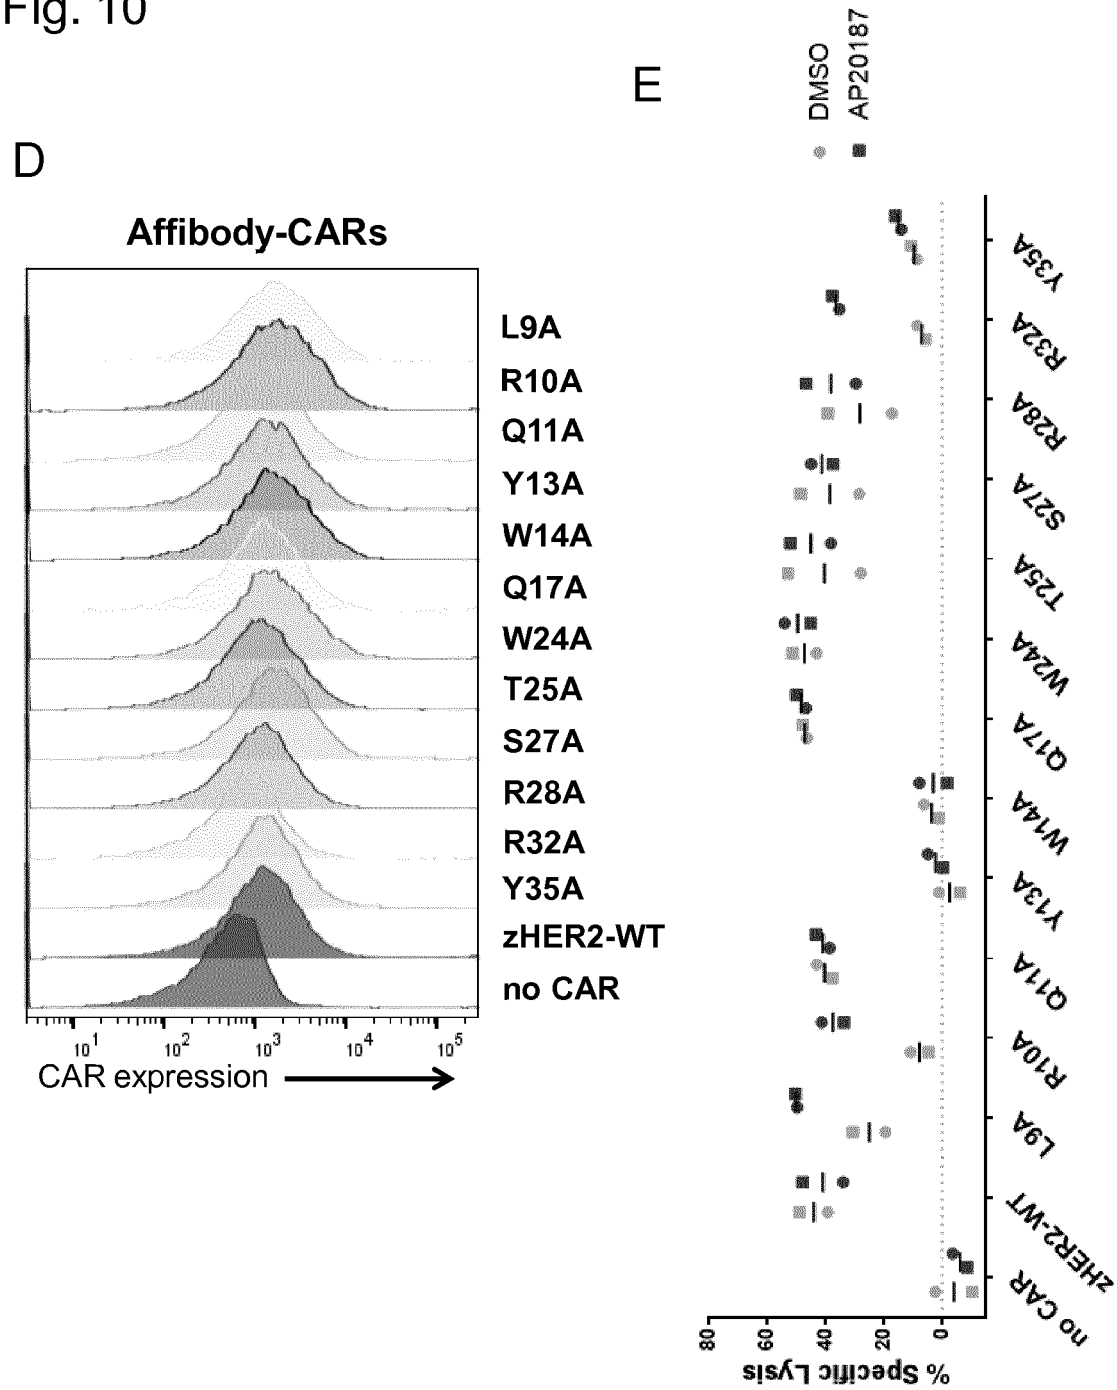 Fig. 10
D
Affibody-CARs
L9A
R10A
Q11A
Y13A
W14A
Q17A
W24A
T25A
S27A
R28A
R32A
Y35A
zHER2-WT
no CAR
10¹ 10² 10³ 10⁴ 10⁵
CAR expression
E
DMSO
AP20187
% Specific Lysis
80
60
40
20
0
no CAR
zHER2-WT
L9A
R10A
Q11A
Y13A
W14A
Q17A
W24A
T25A
S27A
R28A
R32A
Y35A